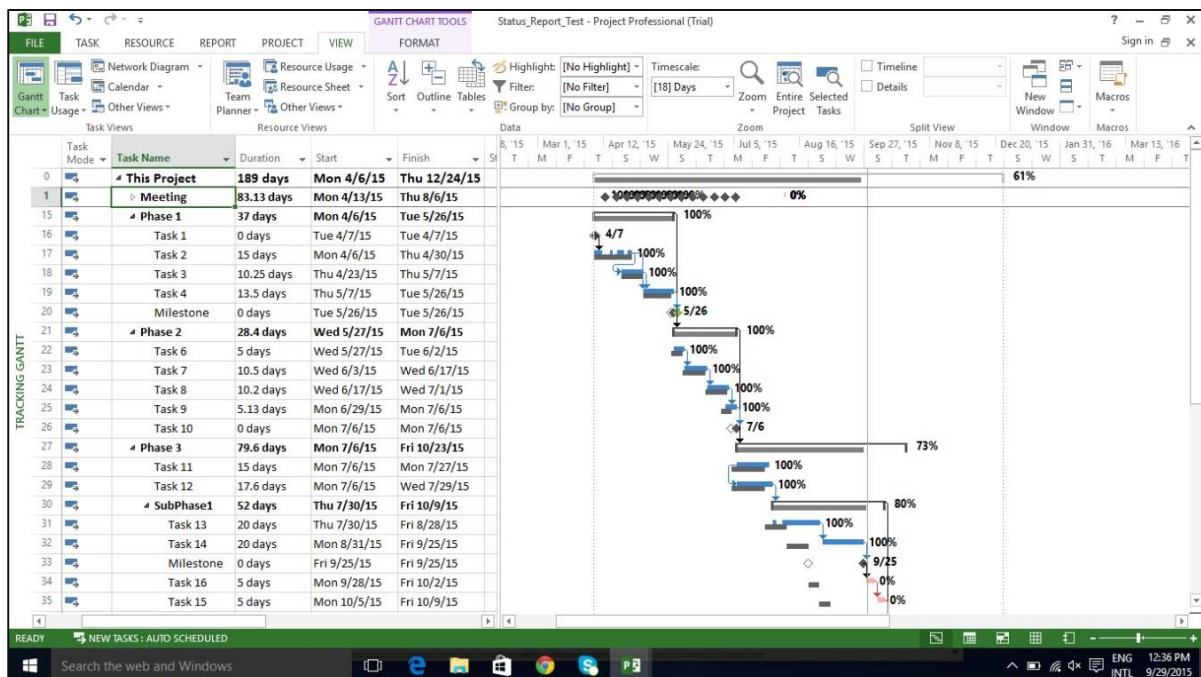 GANTT CHART TOOLS
Status_Report_Test - Project Professional (Trial)
FILE TASK RESOURCE REPORT PROJECT VIEW FORMAT Sign in
Gantt Chart
Task Usage
Network Diagram
Calendar
Other Views
Task Views
Team Planner
Resource Usage
Resource Sheet
Other Views
Resource Views
Sort Outline Tables
Highlight: [No Highlight]
Filter: [No Filter]
Group by: [No Group]
Data
Timescale:
[18] Days
Zoom Entire Project Selected Tasks
Zoom
Timeline
Details
Split View
New Window
Window
Macros
Macros
Task Mode Task Name Duration Start Finish
8, '15 Mar 1, '15 Apr 12, '15 May 24, '15 Jul 5, '15 Aug 16, '15 Sep 27, '15 Nov 8, '15 Dec 20, '15 Jan 31, '16 Mar 13, '16
T M F T S W S T M F T S W S T M F T S W S T M F T
0 This Project 189 days Mon 4/6/15 Thu 12/24/15 61%
1 Meeting 83.13 days Mon 4/13/15 Thu 8/6/15 0%
15 Phase 1 37 days Mon 4/6/15 Tue 5/26/15 100%
16 Task 1 0 days Tue 4/7/15 Tue 4/7/15 4/7
17 Task 2 15 days Mon 4/6/15 Thu 4/30/15 100%
18 Task 3 10.25 days Thu 4/23/15 Thu 5/7/15 100%
19 Task 4 13.5 days Thu 5/7/15 Tue 5/26/15 100%
20 Milestone 0 days Tue 5/26/15 Tue 5/26/15 5/26
21 Phase 2 28.4 days Wed 5/27/15 Mon 7/6/15 100%
22 Task 6 5 days Wed 5/27/15 Tue 6/2/15 100%
23 Task 7 10.5 days Wed 6/3/15 Wed 6/17/15 100%
24 Task 8 10.2 days Wed 6/17/15 Wed 7/1/15 100%
25 Task 9 5.13 days Mon 6/29/15 Mon 7/6/15 100%
26 Task 10 0 days Mon 7/6/15 Mon 7/6/15 7/6
27 Phase 3 79.6 days Mon 7/6/15 Fri 10/23/15 73%
28 Task 11 15 days Mon 7/6/15 Mon 7/27/15 100%
29 Task 12 17.6 days Mon 7/6/15 Wed 7/29/15 100%
30 SubPhase1 52 days Thu 7/30/15 Fri 10/9/15 80%
31 Task 13 20 days Thu 7/30/15 Fri 8/28/15 100%
32 Task 14 20 days Mon 8/31/15 Fri 9/25/15 100%
33 Milestone 0 days Fri 9/25/15 Fri 9/25/15 9/25
34 Task 16 5 days Mon 9/28/15 Fri 10/2/15 0%
35 Task 15 5 days Mon 10/5/15 Fri 10/9/15 0%
TRACKING GANTT
READY NEW TASKS : AUTO SCHEDULED
Search the web and Windows
ENG INTL
12:36 PM
9/29/2015